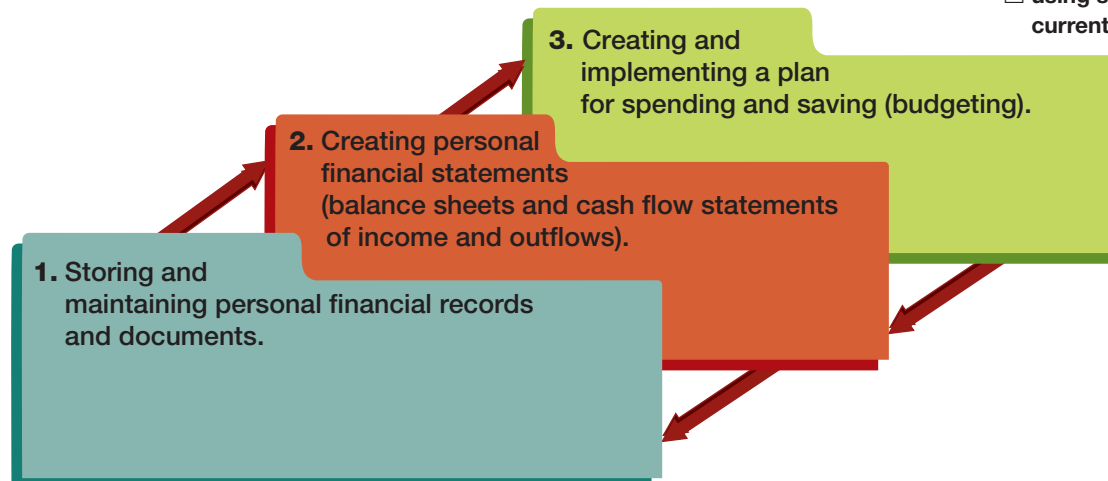 using
current
3. Creating and
implementing a plan
for spending and saving (budgeting).
2. Creating personal
financial statements
(balance sheets and cash flow statements
of income and outflows).
1. Storing and
maintaining personal financial records
and documents.